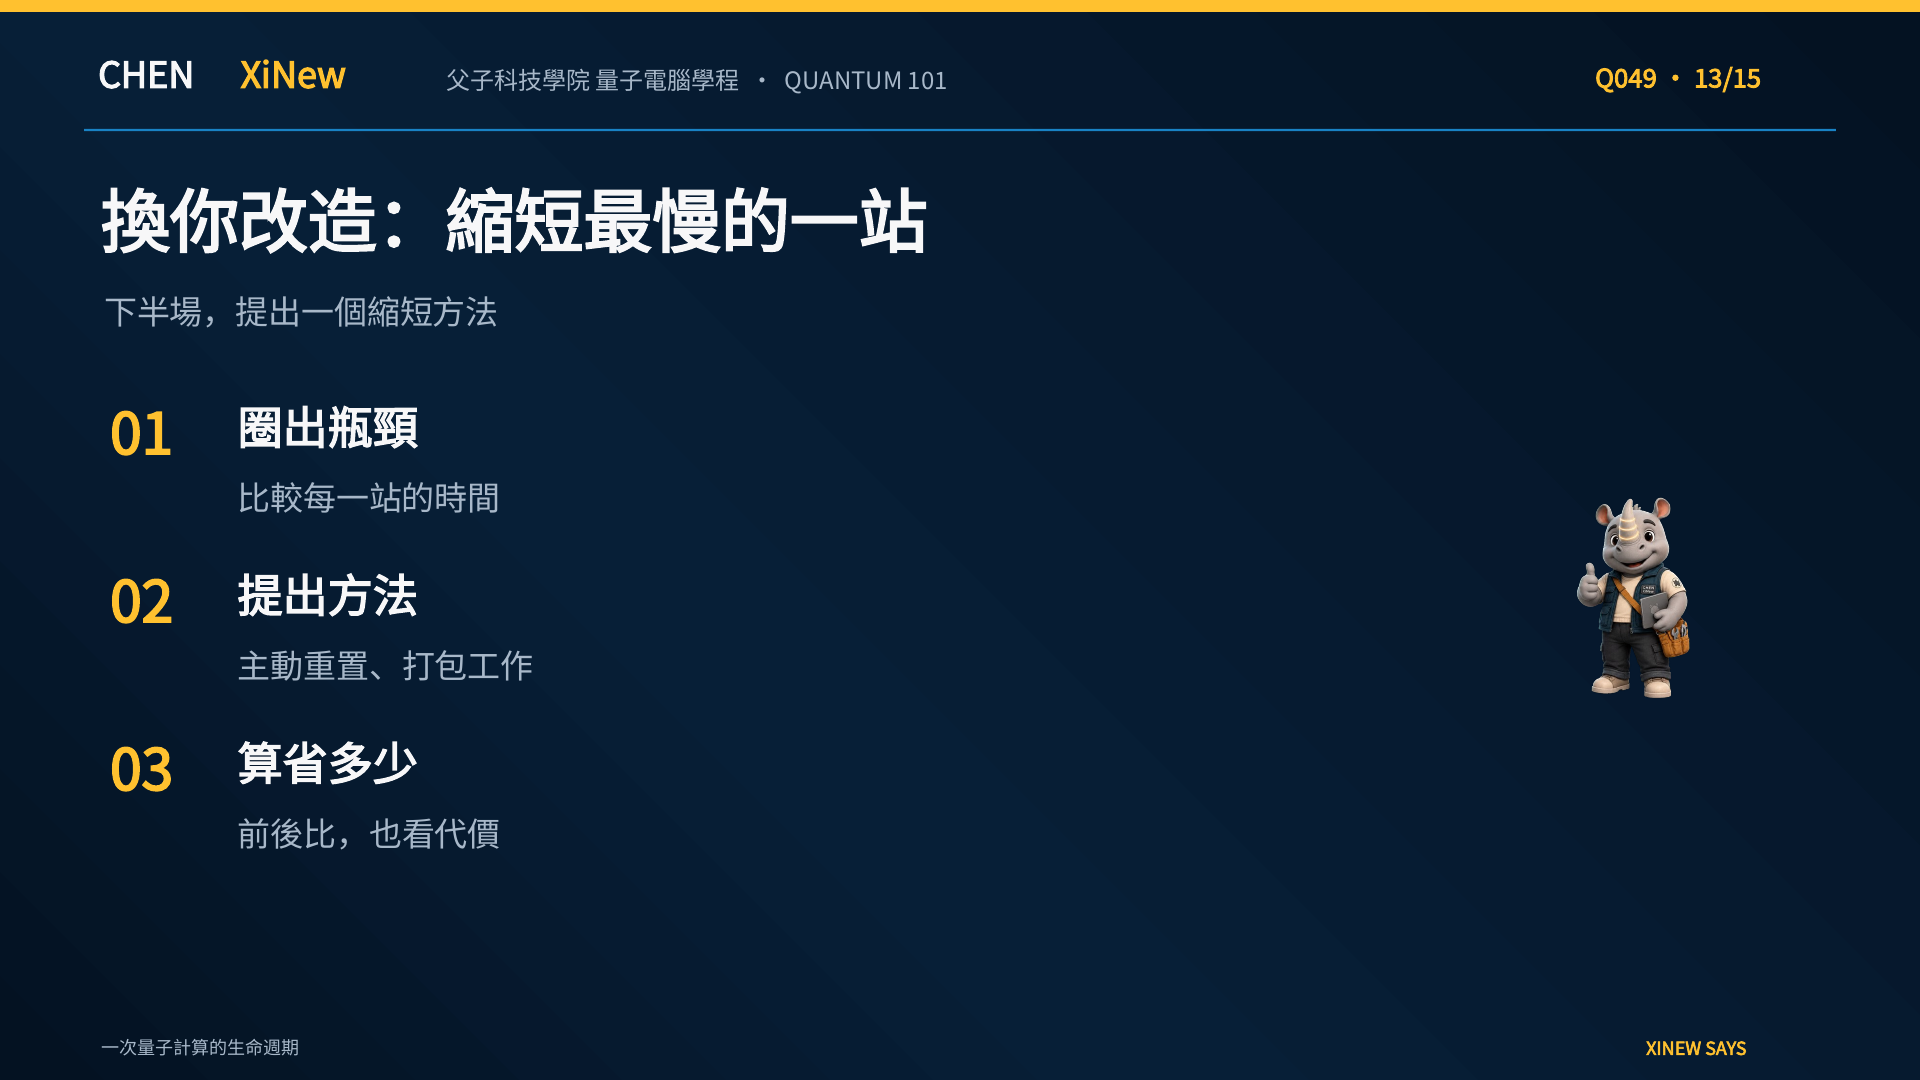 CHEN XiNew 父子科技學院 量子電腦學程 · QUANTUM 101 Q049 · 13/15
換你改造：縮短最慢的一站
下半場，提出一個縮短方法
01 圈出瓶頸
比較每一站的時間
02 提出方法
主動重置、打包工作
03 算省多少
前後比，也看代價
一次量子計算的生命週期 XINEW SAYS